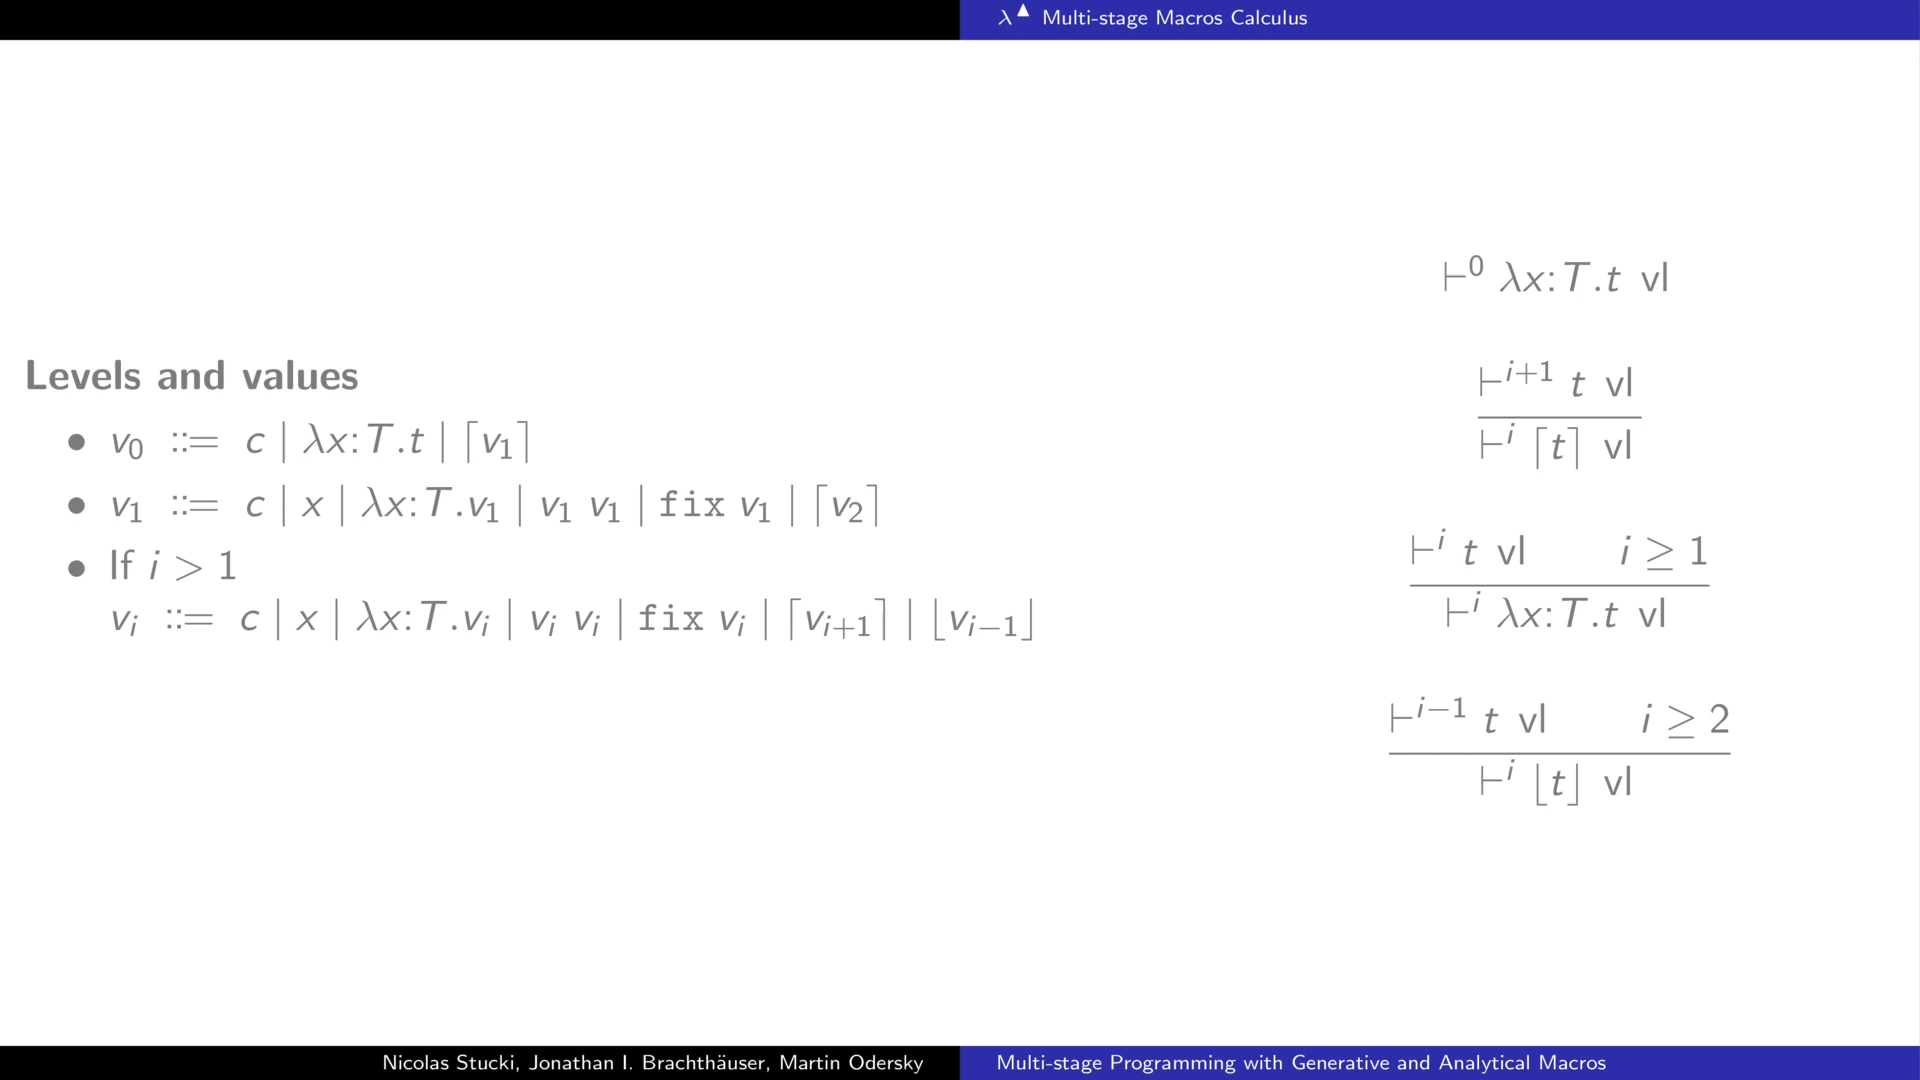 λ▲ Multi-stage Macros Calculus
Levels and values
• v₀ ::= c | λx:T.t | ⌈v₁⌉
• v₁ ::= c | x | λx:T.v₁ | v₁ v₁ | fix v₁ | ⌈v₂⌉
• If i > 1
vᵢ ::= c | x | λx:T.vᵢ | vᵢ vᵢ | fix vᵢ | ⌈vᵢ₊₁⌉ | ⌊vᵢ₋₁⌋
⊢⁰ λx:T.t vl
⊢ⁱ⁺¹ t vl
⊢ⁱ ⌈t⌉ vl
⊢ⁱ t vl i ≥ 1
⊢ⁱ λx:T.t vl
⊢ⁱ⁻¹ t vl i ≥ 2
⊢ⁱ ⌊t⌋ vl
Nicolas Stucki, Jonathan I. Brachthäuser, Martin Odersky
Multi-stage Programming with Generative and Analytical Macros